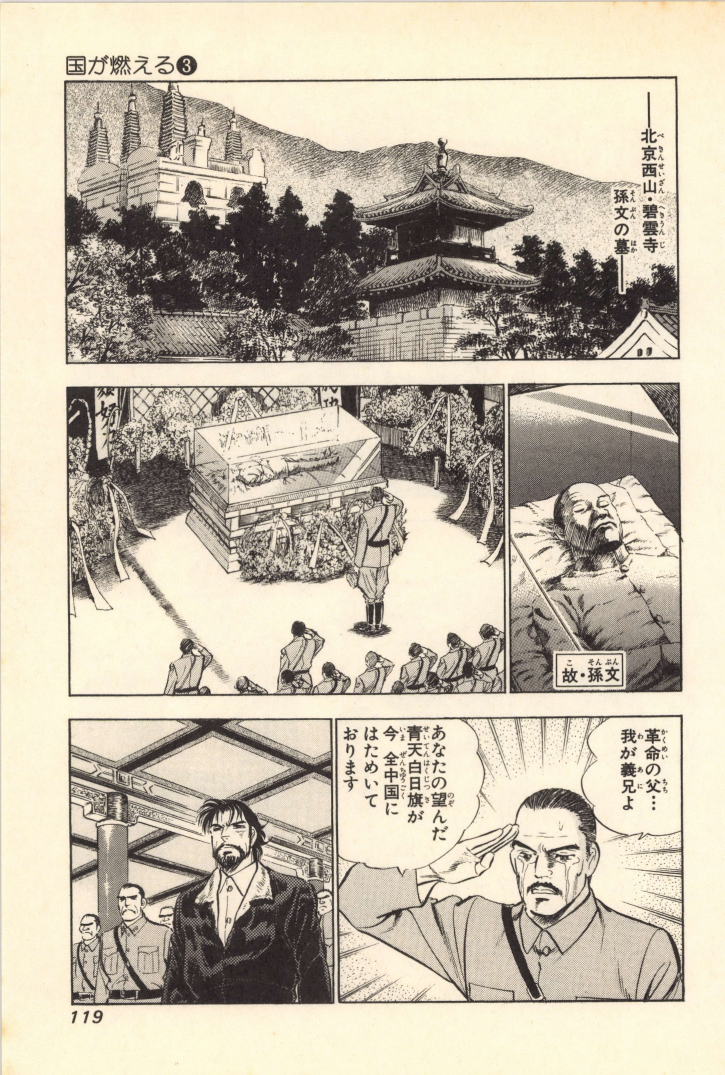 国が燃える❸
――北京西山・碧雲寺
孫文の墓――
故・孫文
革命の父…
我が義兄よ
あなたの望んだ
青天白日旗が
今 全中国に
はためいて
おります
119